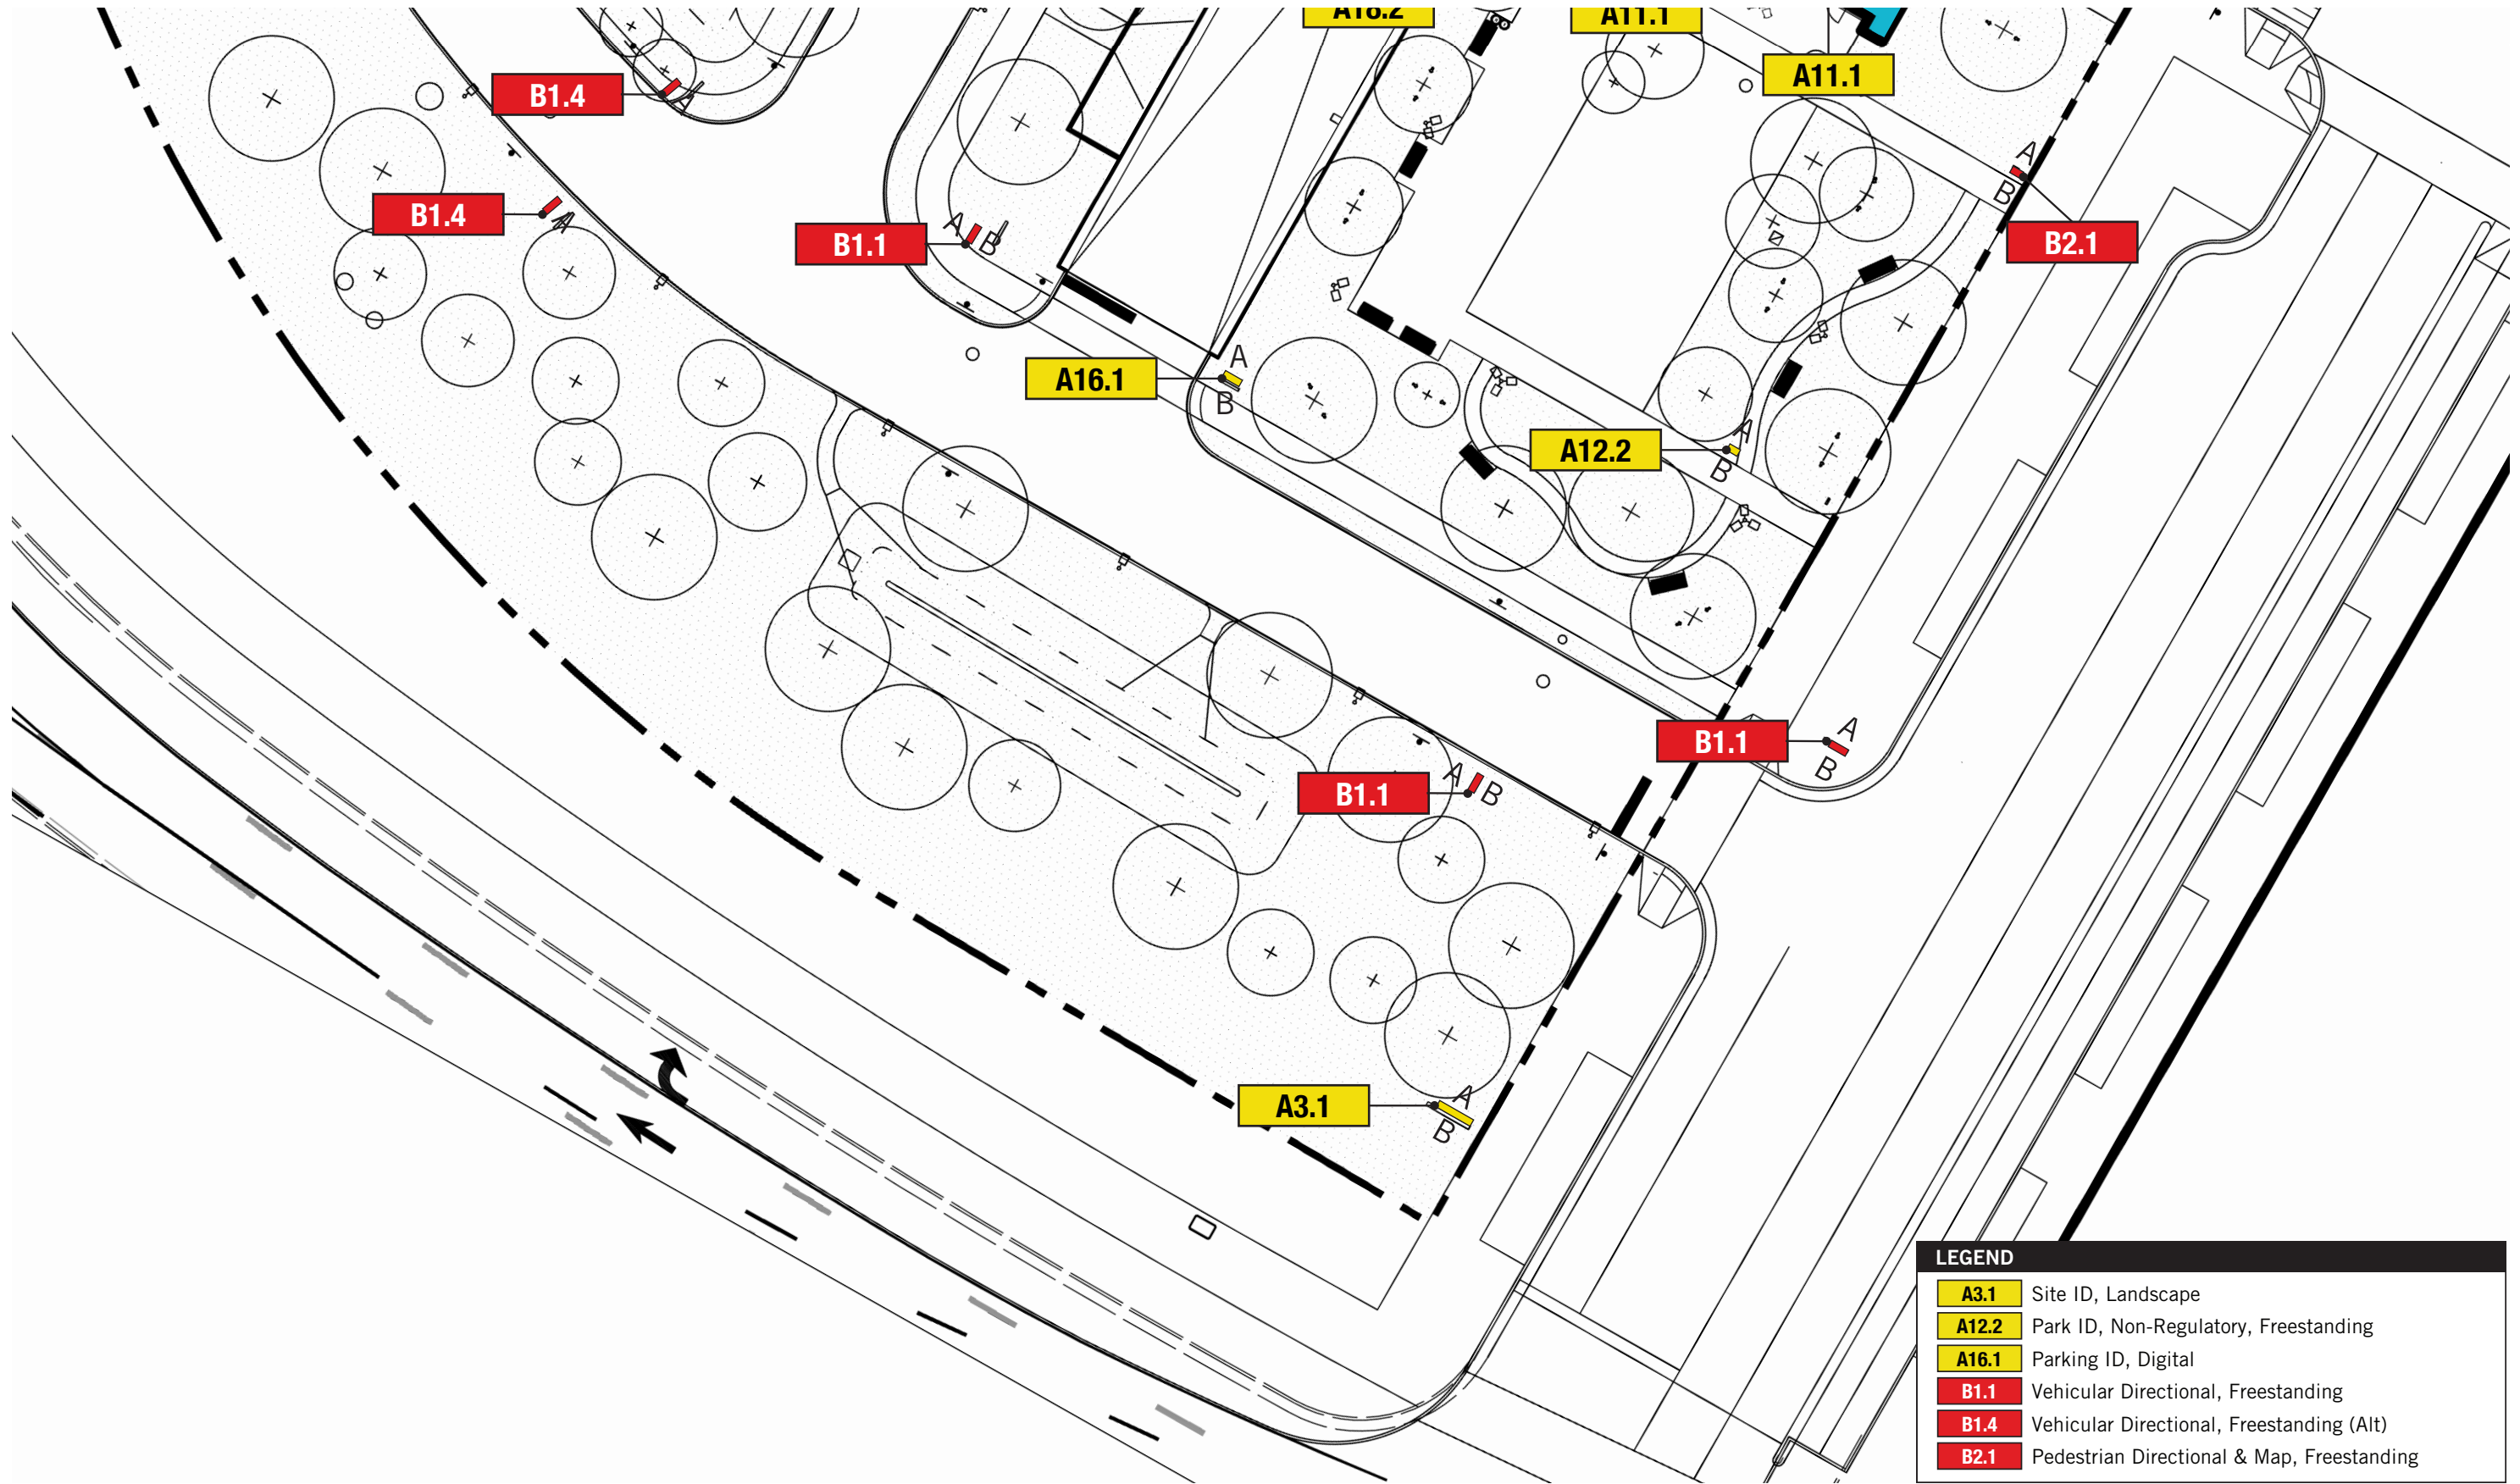 A18.2
A11.1
A11.1
B1.4
A
B1.4
A
B1.1
A
B
A
B
B2.1
A16.1
A
B
A12.2
A
B
B1.1
A
B
B1.1
A
B
A3.1
A
B
LEGEND
A3.1 Site ID, Landscape
A12.2 Park ID, Non-Regulatory, Freestanding
A16.1 Parking ID, Digital
B1.1 Vehicular Directional, Freestanding
B1.4 Vehicular Directional, Freestanding (Alt)
B2.1 Pedestrian Directional & Map, Freestanding